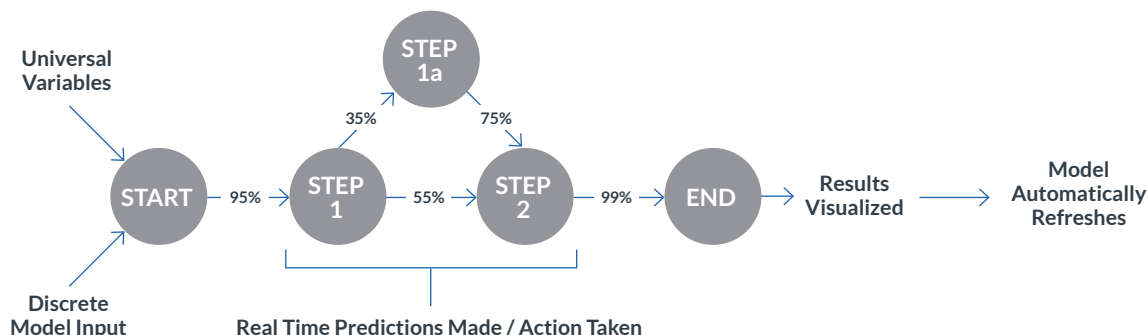 Universal
Variables
STEP
1a
35%
75%
START
95%
STEP
1
55%
STEP
2
99%
END
Results
Visualized
Model
Automatically
Refreshes
Discrete
Model Input
Real Time Predictions Made / Action Taken